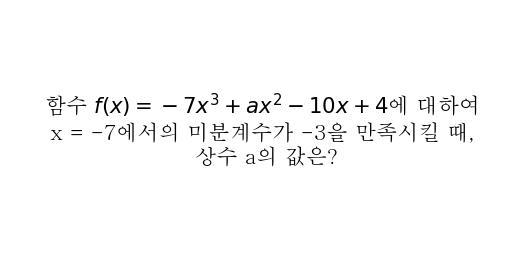 함수 f(x) = −7x³ + ax² − 10x + 4에 대하여
x = −7에서의 미분계수가 −3을 만족시킬 때,
상수 a의 값은?